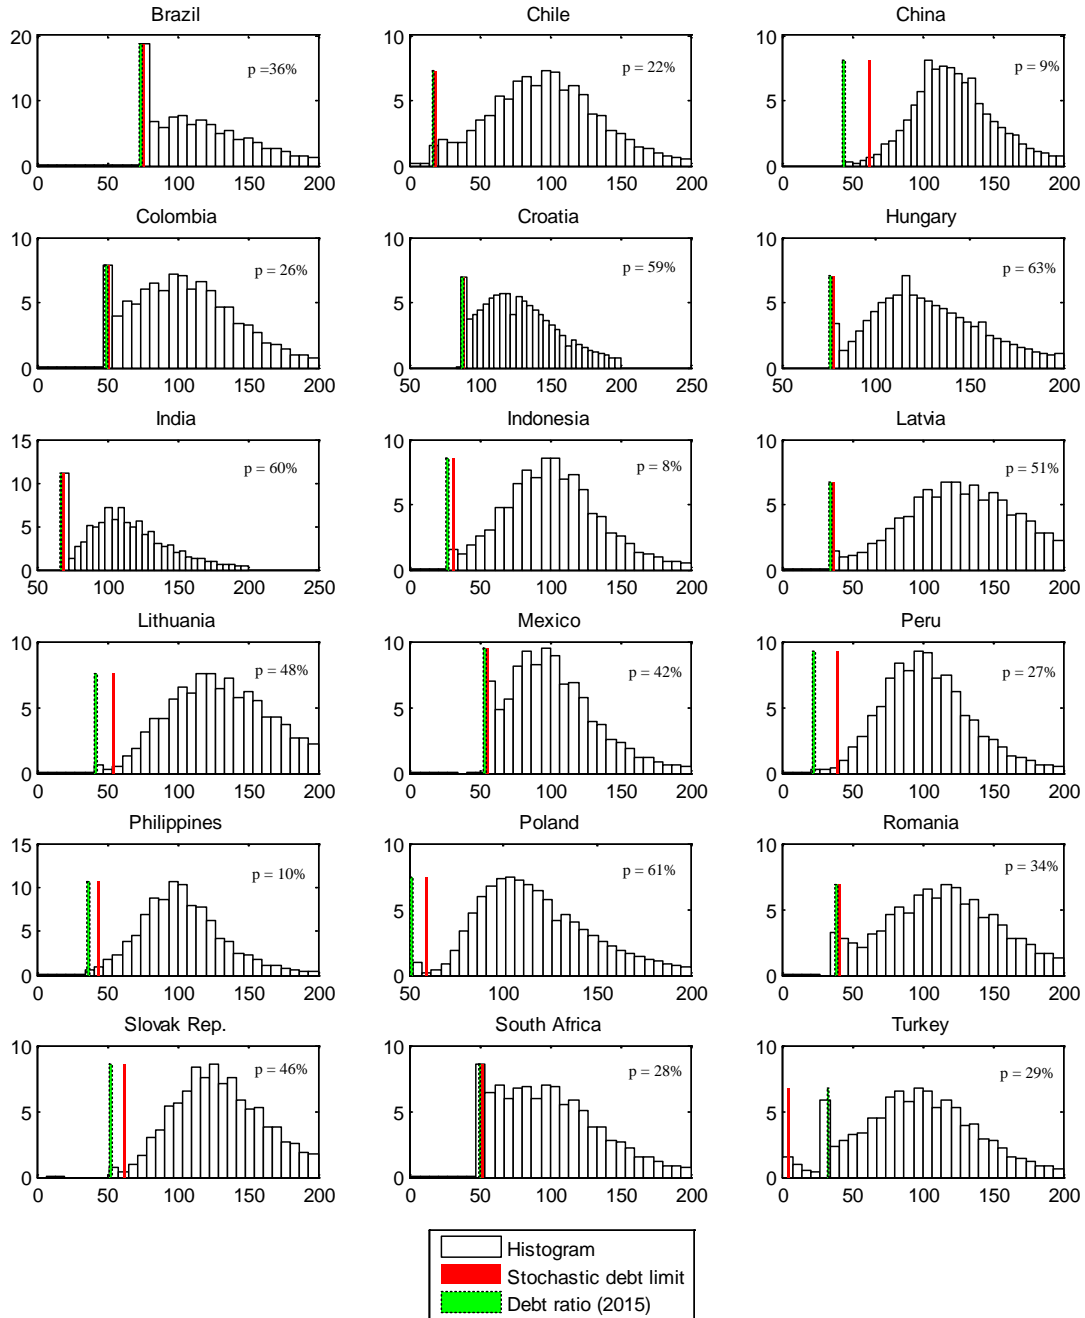 Brazil
Chile
China
20
10
10
p =36%
p = 22%
p = 9%
10
5
5
0
0
0
0 50 100 150 200
0 50 100 150 200
0 50 100 150 200
Colombia
Croatia
Hungary
10
10
10
p = 26%
p = 59%
p = 63%
5
5
5
0
0
0
0 50 100 150 200
50 100 150 200 250
50 100 150 200
India
Indonesia
Latvia
15
10
10
p = 60%
p = 8%
p = 51%
10
5
5
5
0
0
0
50 100 150 200 250
0 50 100 150 200
0 50 100 150 200
Lithuania
Mexico
Peru
10
10
10
p = 48%
p = 42%
p = 27%
5
5
5
0
0
0
0 50 100 150 200
0 50 100 150 200
0 50 100 150 200
Philippines
Poland
Romania
15
10
10
p = 10%
p = 61%
p = 34%
10
5
5
5
0
0
0
0 50 100 150 200
50 100 150 200
0 50 100 150 200
Slovak Rep.
South Africa
Turkey
10
10
10
p = 46%
p = 28%
p = 29%
5
5
5
0
0
0
0 50 100 150 200
0 50 100 150 200
0 50 100 150 200
Histogram
Stochastic debt limit
Debt ratio (2015)